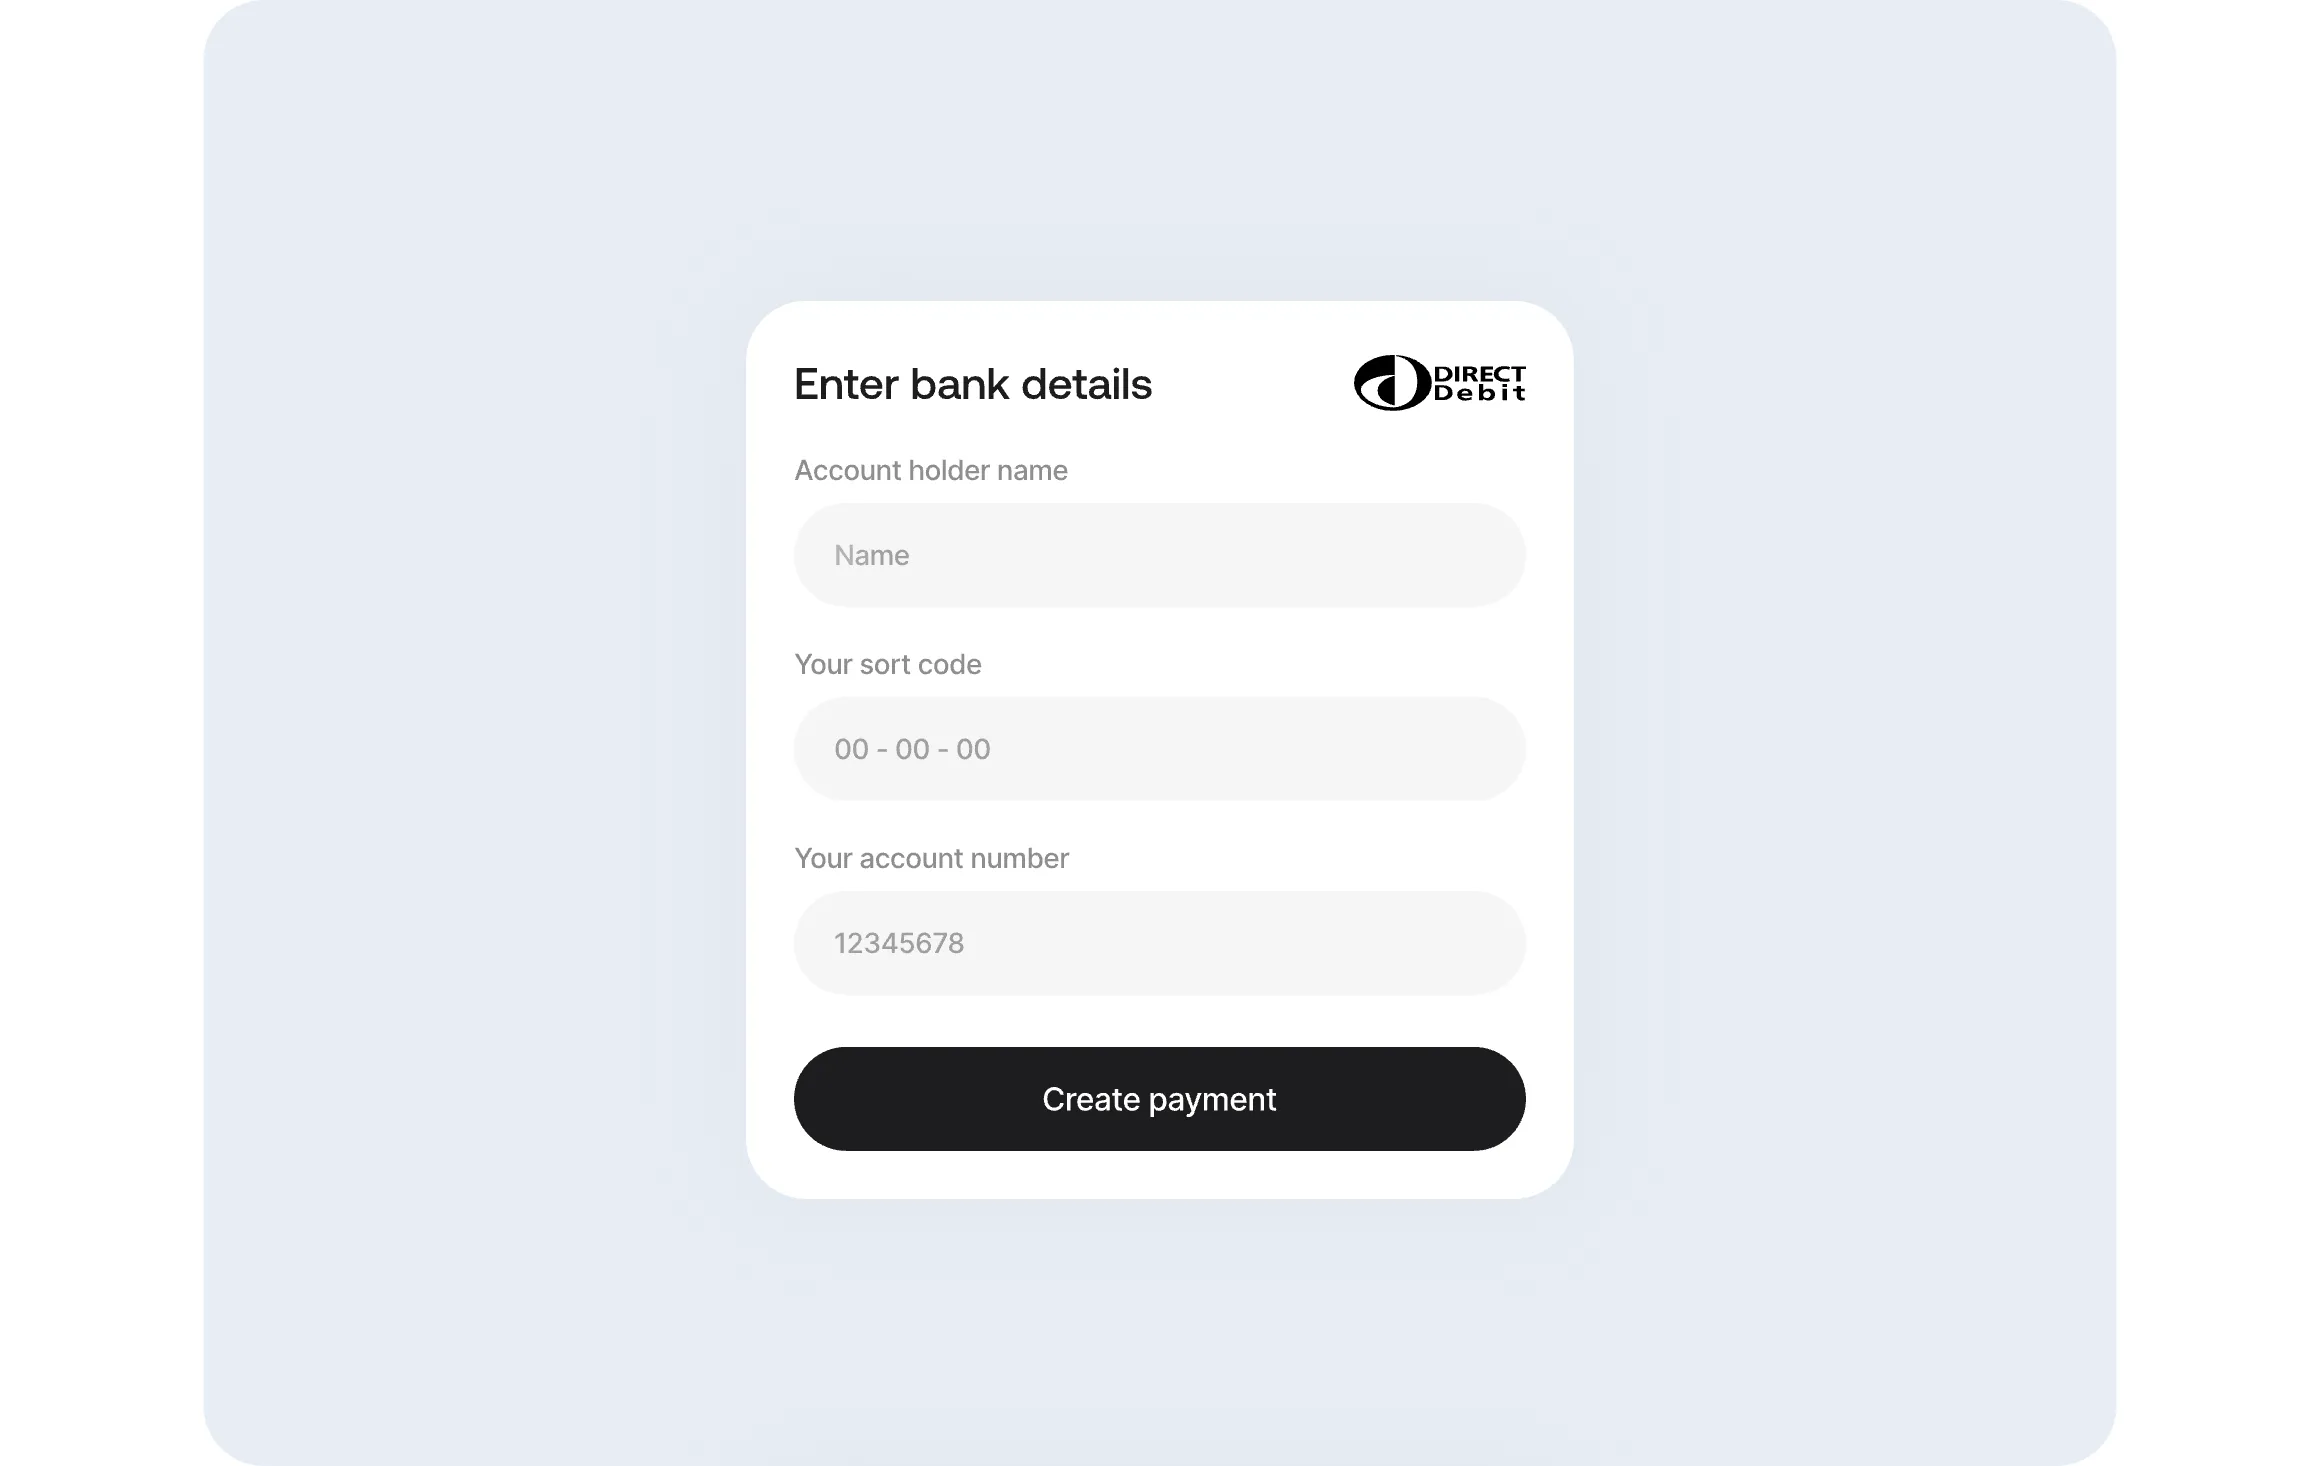 Enter bank details
DIRECT
Debit
Account holder name
Name
Your sort code
00 - 00 - 00
Your account number
12345678
Create payment